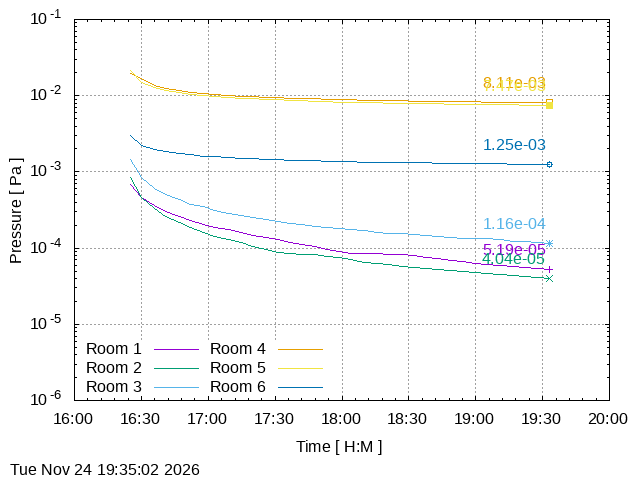 10^-1
10^-2
10^-3
10^-4
10^-5
10^-6
Pressure [ Pa ]
8.11e-03
1.25e-03
1.16e-04
5.19e-05
4.04e-05
Room 1 Room 4
Room 2 Room 5
Room 3 Room 6
16:00 16:30 17:00 17:30 18:00 18:30 19:00 19:30 20:00
Time [ H:M ]
Tue Nov 24 19:35:02 2026